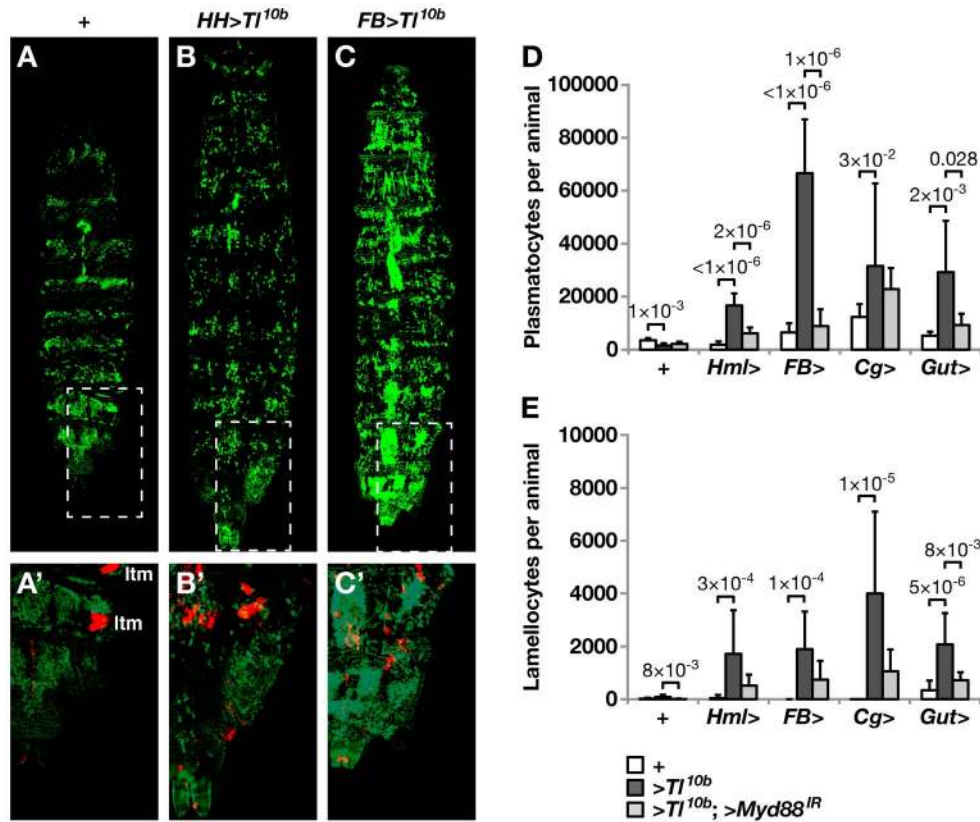 +
HH>Tl10b
FB>Tl10b
A
B
C
A'
ltm
ltm
B'
C'
D
1×10-6
<1×10-6
3×10-2
0.028
2×10-3
2×10-6
<1×10-6
1×10-3
Plasmatocytes per animal
100000
80000
60000
40000
20000
0
+
Hml>
FB>
Cg>
Gut>
E
1×10-5
8×10-3
5×10-6
3×10-4
1×10-4
8×10-3
Lamellocytes per animal
10000
8000
6000
4000
2000
0
+
Hml>
FB>
Cg>
Gut>
+
>Tl10b
>Tl10b; >Myd88IR